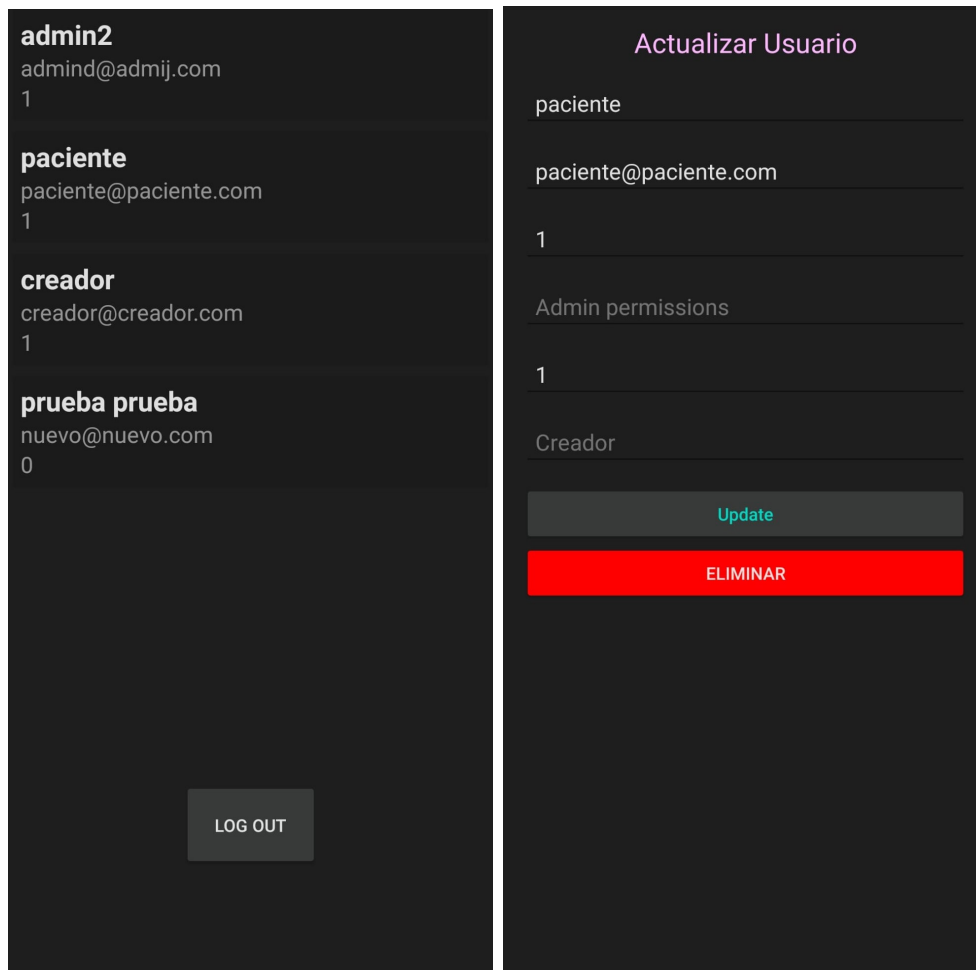 admin2
admind@admij.com
1
paciente
paciente@paciente.com
1
creador
creador@creador.com
1
prueba prueba
nuevo@nuevo.com
0
LOG OUT
Actualizar Usuario
paciente
paciente@paciente.com
1
Admin permissions
1
Creador
Update
ELIMINAR